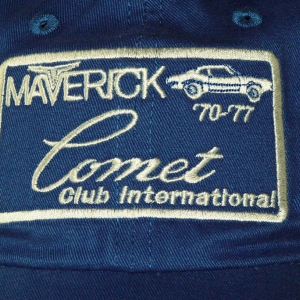 MAVERICK
'70-'77
Comet
Club International